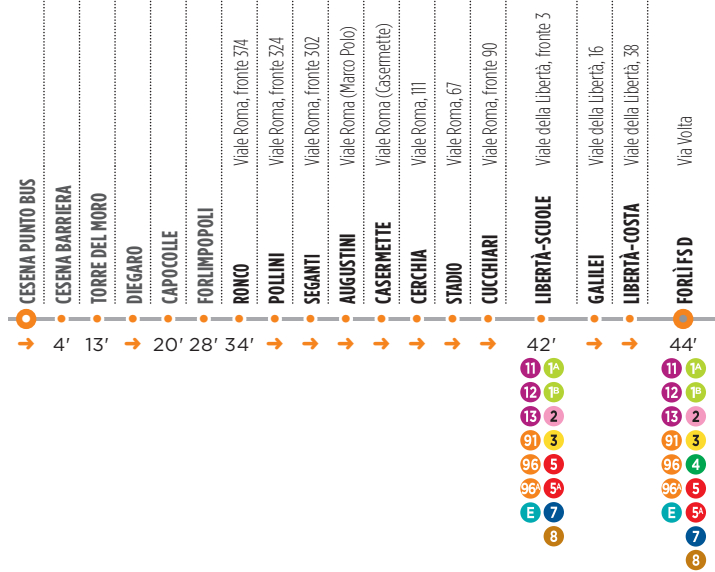 CESENA PUNTO BUS
CESENA BARRIERA
TORRE DEL MORO
DIEGARO
CAPOCOLLE
FORLIMPOPOLI
RONCO Viale Roma, fronte 374
POLLINI Viale Roma, fronte 324
SEGANTI Viale Roma, fronte 302
AUGUSTINI Viale Roma (Marco Polo)
CASERMETTE Viale Roma (Casermette)
CERCHIA Viale Roma, 111
STADIO Viale Roma, 67
CUCCHIARI Viale Roma, fronte 90
LIBERTÀ-SCUOLE Viale della Libertà, fronte 3
GALILEI Viale della Libertà, 16
LIBERTÀ-COSTA Viale della Libertà, 38
FORLÌ F S D Via Volta
➜ 4' 13' ➜ 20' 28' 34' ➜ ➜ ➜ ➜ ➜ ➜ ➜ 42' ➜ ➜ 44'
11 1A 11 1A
12 1B 12 1B
13 2 13 2
91 3 91 3
96 5 96 4
96A 5A 96A 5
E 7 E 5A
8 7
8